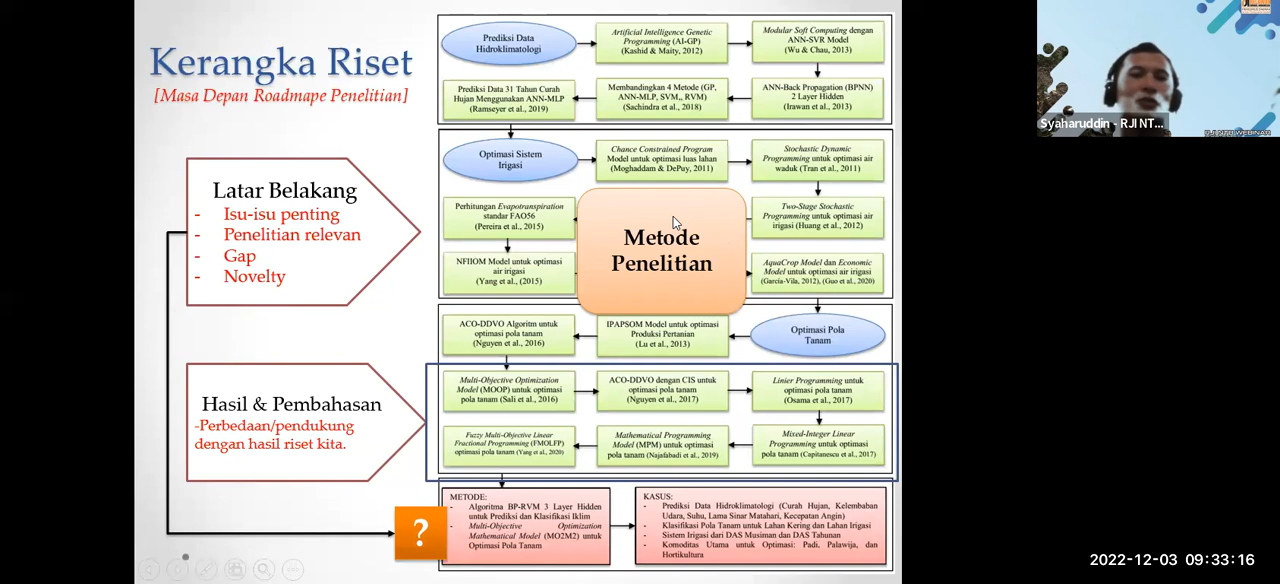 Kerangka Riset
[Masa Depan Roadmape Penelitian]
Latar Belakang
- Isu-isu penting
- Penelitian relevan
- Gap
- Novelty
Hasil & Pembahasan
-Perbedaan/pendukung
dengan hasil riset kita.
?
Prediksi Data
Hidroklimatologi
Artificial Intelligence Genetic
Programming (AI-GP)
(Kashid & Maity, 2012)
Modular Soft Computing dengan
ANN-SVR Model
(Wu & Chau, 2013)
Prediksi Data 31 Tahun Curah
Hujan Menggunakan ANN-MLP
(Ramseyer et al., 2019)
Membandingkan 4 Metode (GP,
ANN-MLP, SVM,, RVM)
(Sachindra et al., 2018)
ANN-Back Propagation (BPNN)
2 Layer Hidden
(Irawan et al., 2013)
Optimasi Sistem
Irigasi
Chance Constrained Program
Model untuk optimasi luas lahan
(Moghaddam & DePuy, 2011)
Stochastic Dynamic
Programming untuk optimasi air
waduk (Tran et al., 2011)
Perhitungan Evapotranspiration
standar FAO56
(Pereira et al., 2015)
Metode
Penelitian
Two-Stage Stochastic
Programming untuk optimasi air
irigasi (Huang et al., 2012)
NFIIOM Model untuk optimasi
air irigasi
(Yang et al., (2015)
AquaCrop Model dan Economic
Model untuk optimasi air irigasi
(García-Vila, 2012), (Guo et al., 2020)
ACO-DDVO Algoritm untuk
optimasi pola tanam
(Nguyen et al., 2016)
IPAPSOM Model untuk optimasi
Produksi Pertanian
(Lu et al., 2013)
Optimasi Pola
Tanam
Multi-Objective Optimization
Model (MOOP) untuk optimasi
pola tanam (Sali et al., 2016)
ACO-DDVO dengan CIS untuk
optimasi pola tanam
(Nguyen et al., 2017)
Linier Programming untuk
optimasi pola tanam
(Osama et al., 2017)
Fuzzy Multi-Objective Linear
Fractional Programming (FMOLFP)
optimasi pola tanam (Yang et al., 2020)
Mathematical Programming
Model (MPM) untuk optimasi
pola tanam (Najafabadi et al., 2019)
Mixed-Integer Linear
Programming untuk optimasi
pola tanam (Capitanescu et al., 2017)
METODE:
- Algoritma BP-RVM 3 Layer Hidden
untuk Prediksi dan Klasifikasi Iklim
- Multi-Objective Optimization
Mathematical Model (MO2M2) untuk
Optimasi Pola Tanam
KASUS:
- Prediksi Data Hidroklimatologi (Curah Hujan, Kelembaban
Udara, Suhu, Lama Sinar Matahari, Kecepatan Angin)
- Klasifikasi Pola Tanam untuk Lahan Kering dan Lahan Irigasi
- Sistem Irigasi dari DAS Musiman dan DAS Tahunan
- Komoditas Utama untuk Optimasi: Padi, Palawija, dan
Hortikultura
Syaharuddin - RJI NT...
RJI NTB WEBINAR
2022-12-03 09:33:16